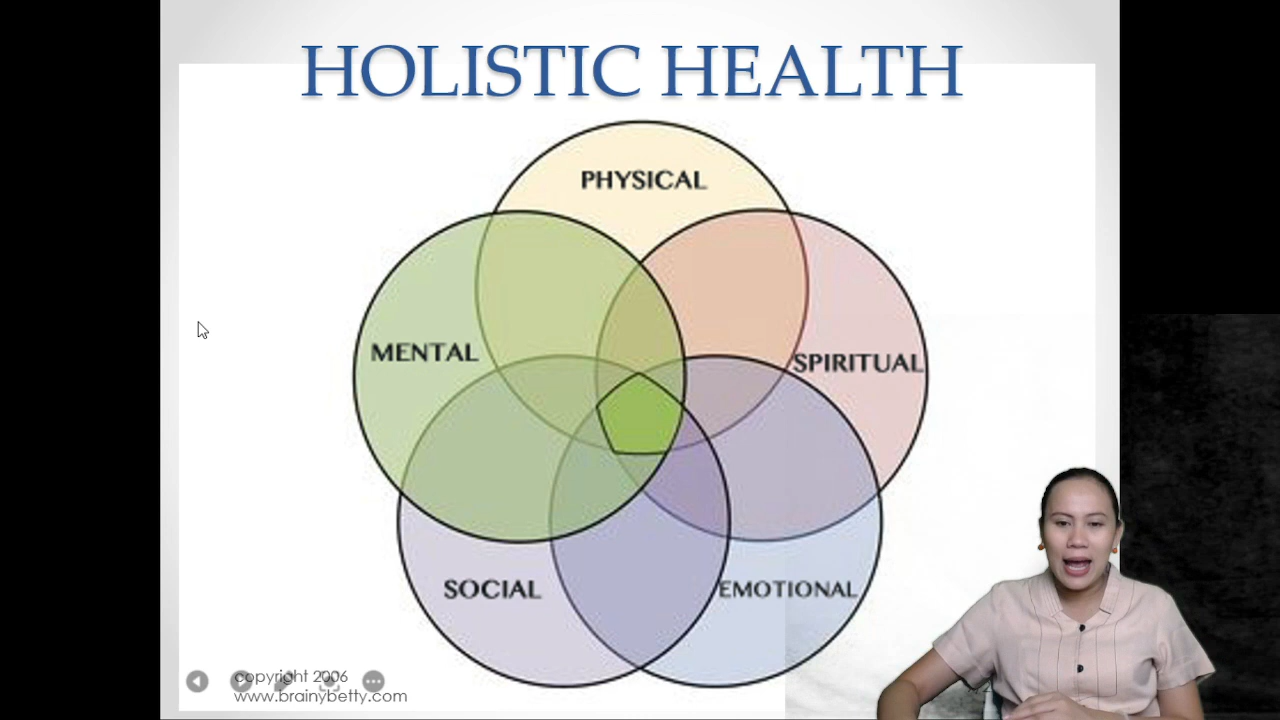 HOLISTIC HEALTH
PHYSICAL
MENTAL
SPIRITUAL
SOCIAL
EMOTIONAL
copyright 2006
www.brainybetty.com